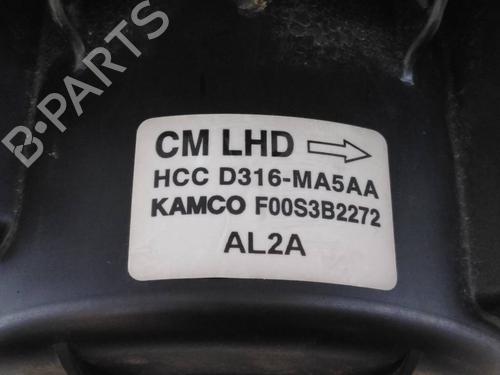 B-PARTS
CM LHD
HCC D316-MA5AA
KAMCO F00S3B2272
AL2A